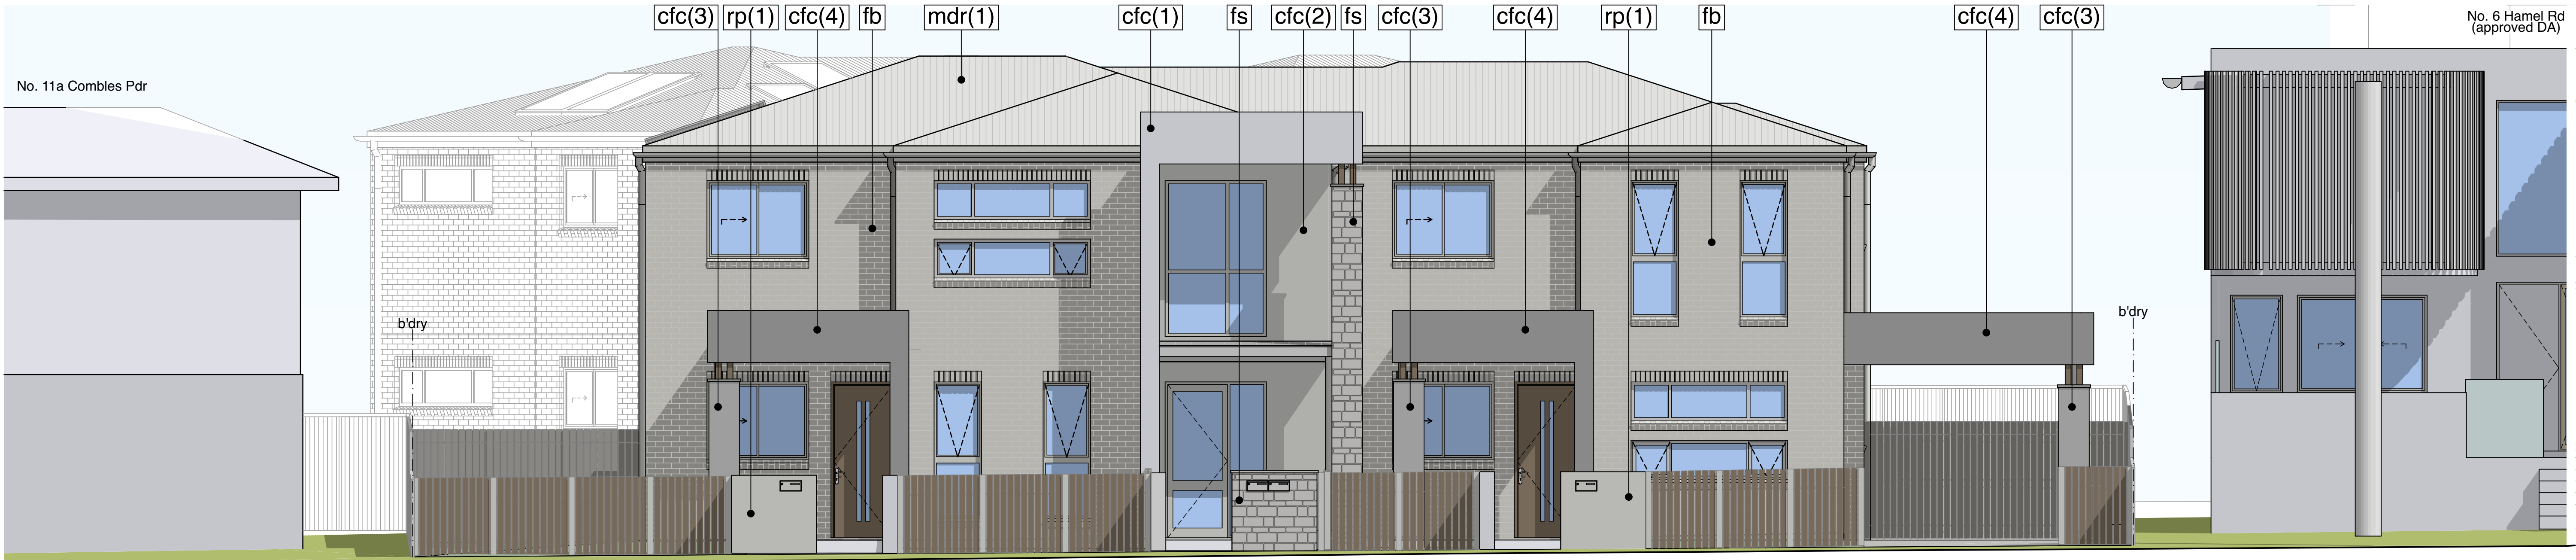 cfc(3) rp(1) cfc(4) fb mdr(1) cfc(1) fs cfc(2) fs cfc(3) cfc(4) rp(1) fb cfc(4) cfc(3)
No. 6 Hamel Rd
(approved DA)
No. 11a Combles Pdr
b'dry
b'dry